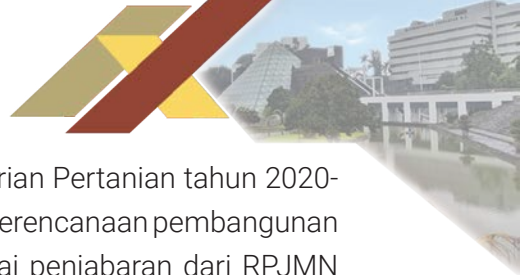 rian Pertanian tahun 2020-
erencanaan pembangunan
ai penjabaran dari RPJMN